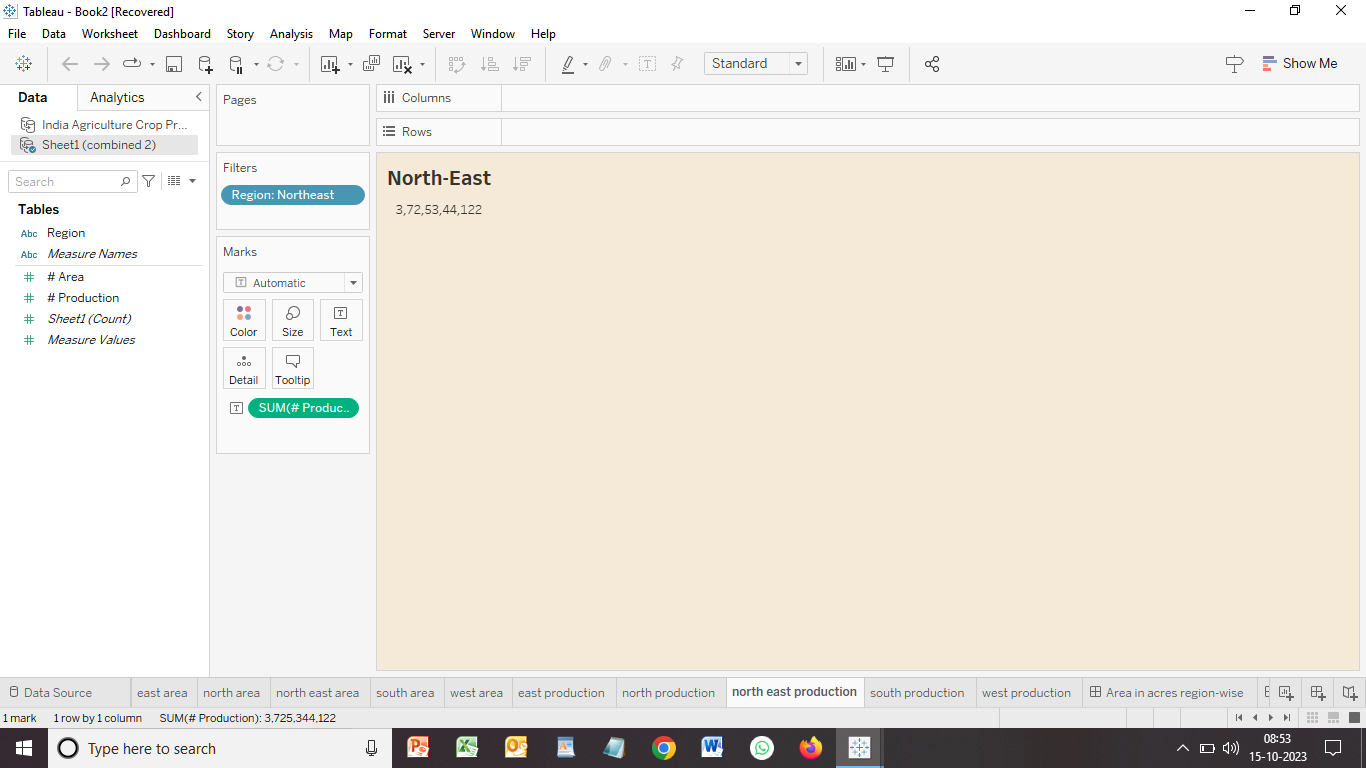 Tableau - Book2 [Recovered]
File Data Worksheet Dashboard Story Analysis Map Format Server Window Help
Standard
Show Me
Data Analytics
India Agriculture Crop Pr...
Sheet1 (combined 2)
Search
Tables
Abc Region
Abc Measure Names
# Area
# Production
Sheet1 (Count)
Measure Values
Pages
Filters
Region: Northeast
Marks
T Automatic
Color Size Text
Detail Tooltip
T SUM(# Produc..
Columns
Rows
North-East
3,72,53,44,122
Data Source east area north area north east area south area west area east production north production north east production south production west production Area in acres region-wise
1 mark 1 row by 1 column SUM(# Production): 3,725,344,122
Type here to search
08:53
15-10-2023